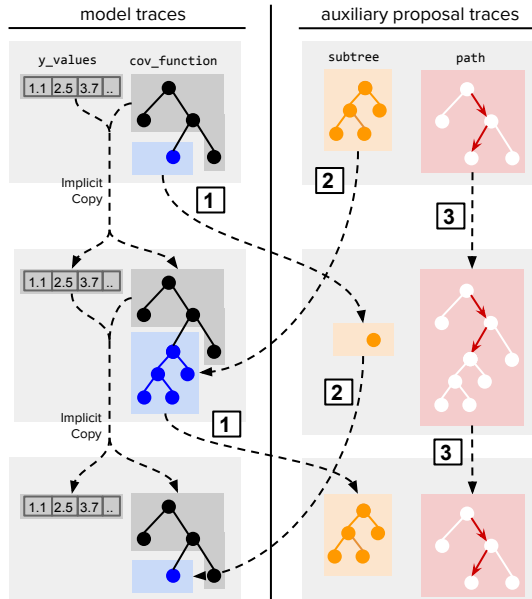 model traces
auxiliary proposal traces
y_values
cov_function
subtree
path
1.1 2.5 3.7 ..
Implicit
Copy
1
2
3
1.1 2.5 3.7 ..
Implicit
Copy
1
2
3
1.1 2.5 3.7 ..